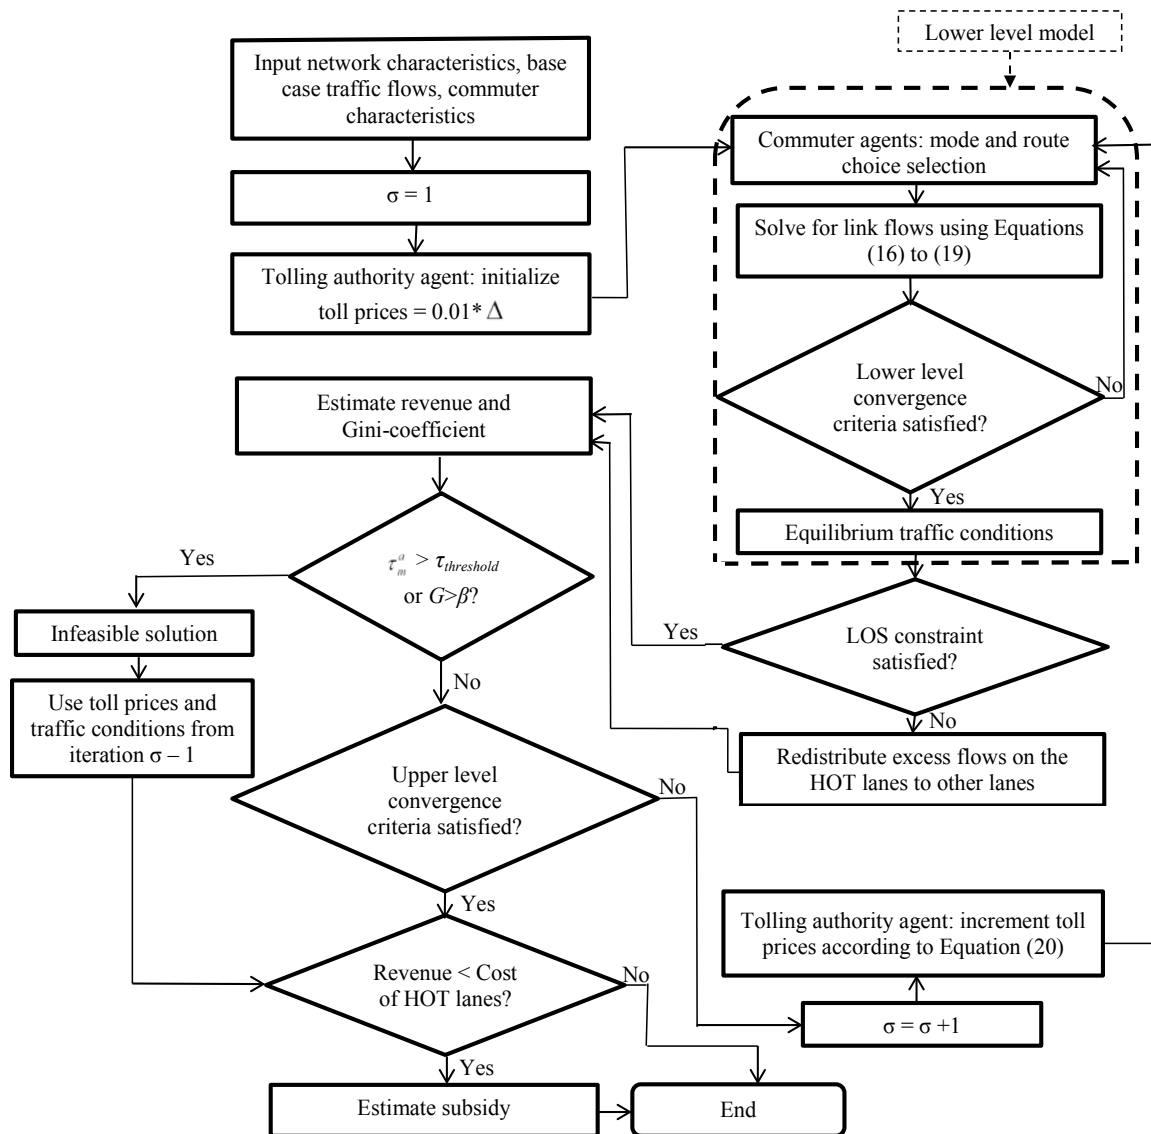 Lower level model
Input network characteristics, base
case traffic flows, commuter
characteristics
σ = 1
Tolling authority agent: initialize
toll prices = 0.01* Δ
Commuter agents: mode and route
choice selection
Solve for link flows using Equations
(16) to (19)
Lower level
convergence
criteria satisfied?
No
Yes
Equilibrium traffic conditions
LOS constraint
satisfied?
Yes
No
Redistribute excess flows on the
HOT lanes to other lanes
Estimate revenue and
Gini-coefficient
τₘᵃ > τthreshold
or G>β?
Yes
No
Infeasible solution
Use toll prices and
traffic conditions from
iteration σ – 1
Upper level
convergence
criteria satisfied?
No
Yes
Tolling authority agent: increment toll
prices according to Equation (20)
σ = σ +1
Revenue < Cost
of HOT lanes?
No
Yes
Estimate subsidy
End